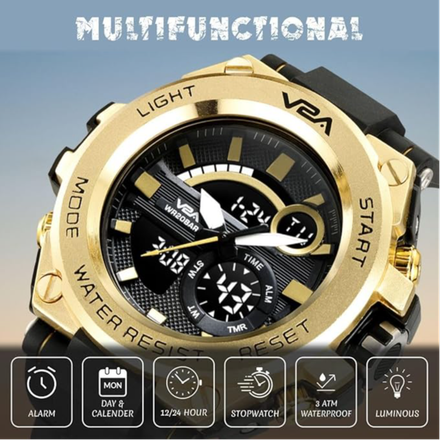 MULTIFUNCTIONAL
LIGHT
V2A
MODE
START
WATER RESIST
RESET
V2A
WR20BAR
TIME
ALM
S/W
TMR
ALARM
MON
DAY &
CALENDER
12/24 HOUR
STOPWATCH
3 ATM
WATERPROOF
LUMINOUS